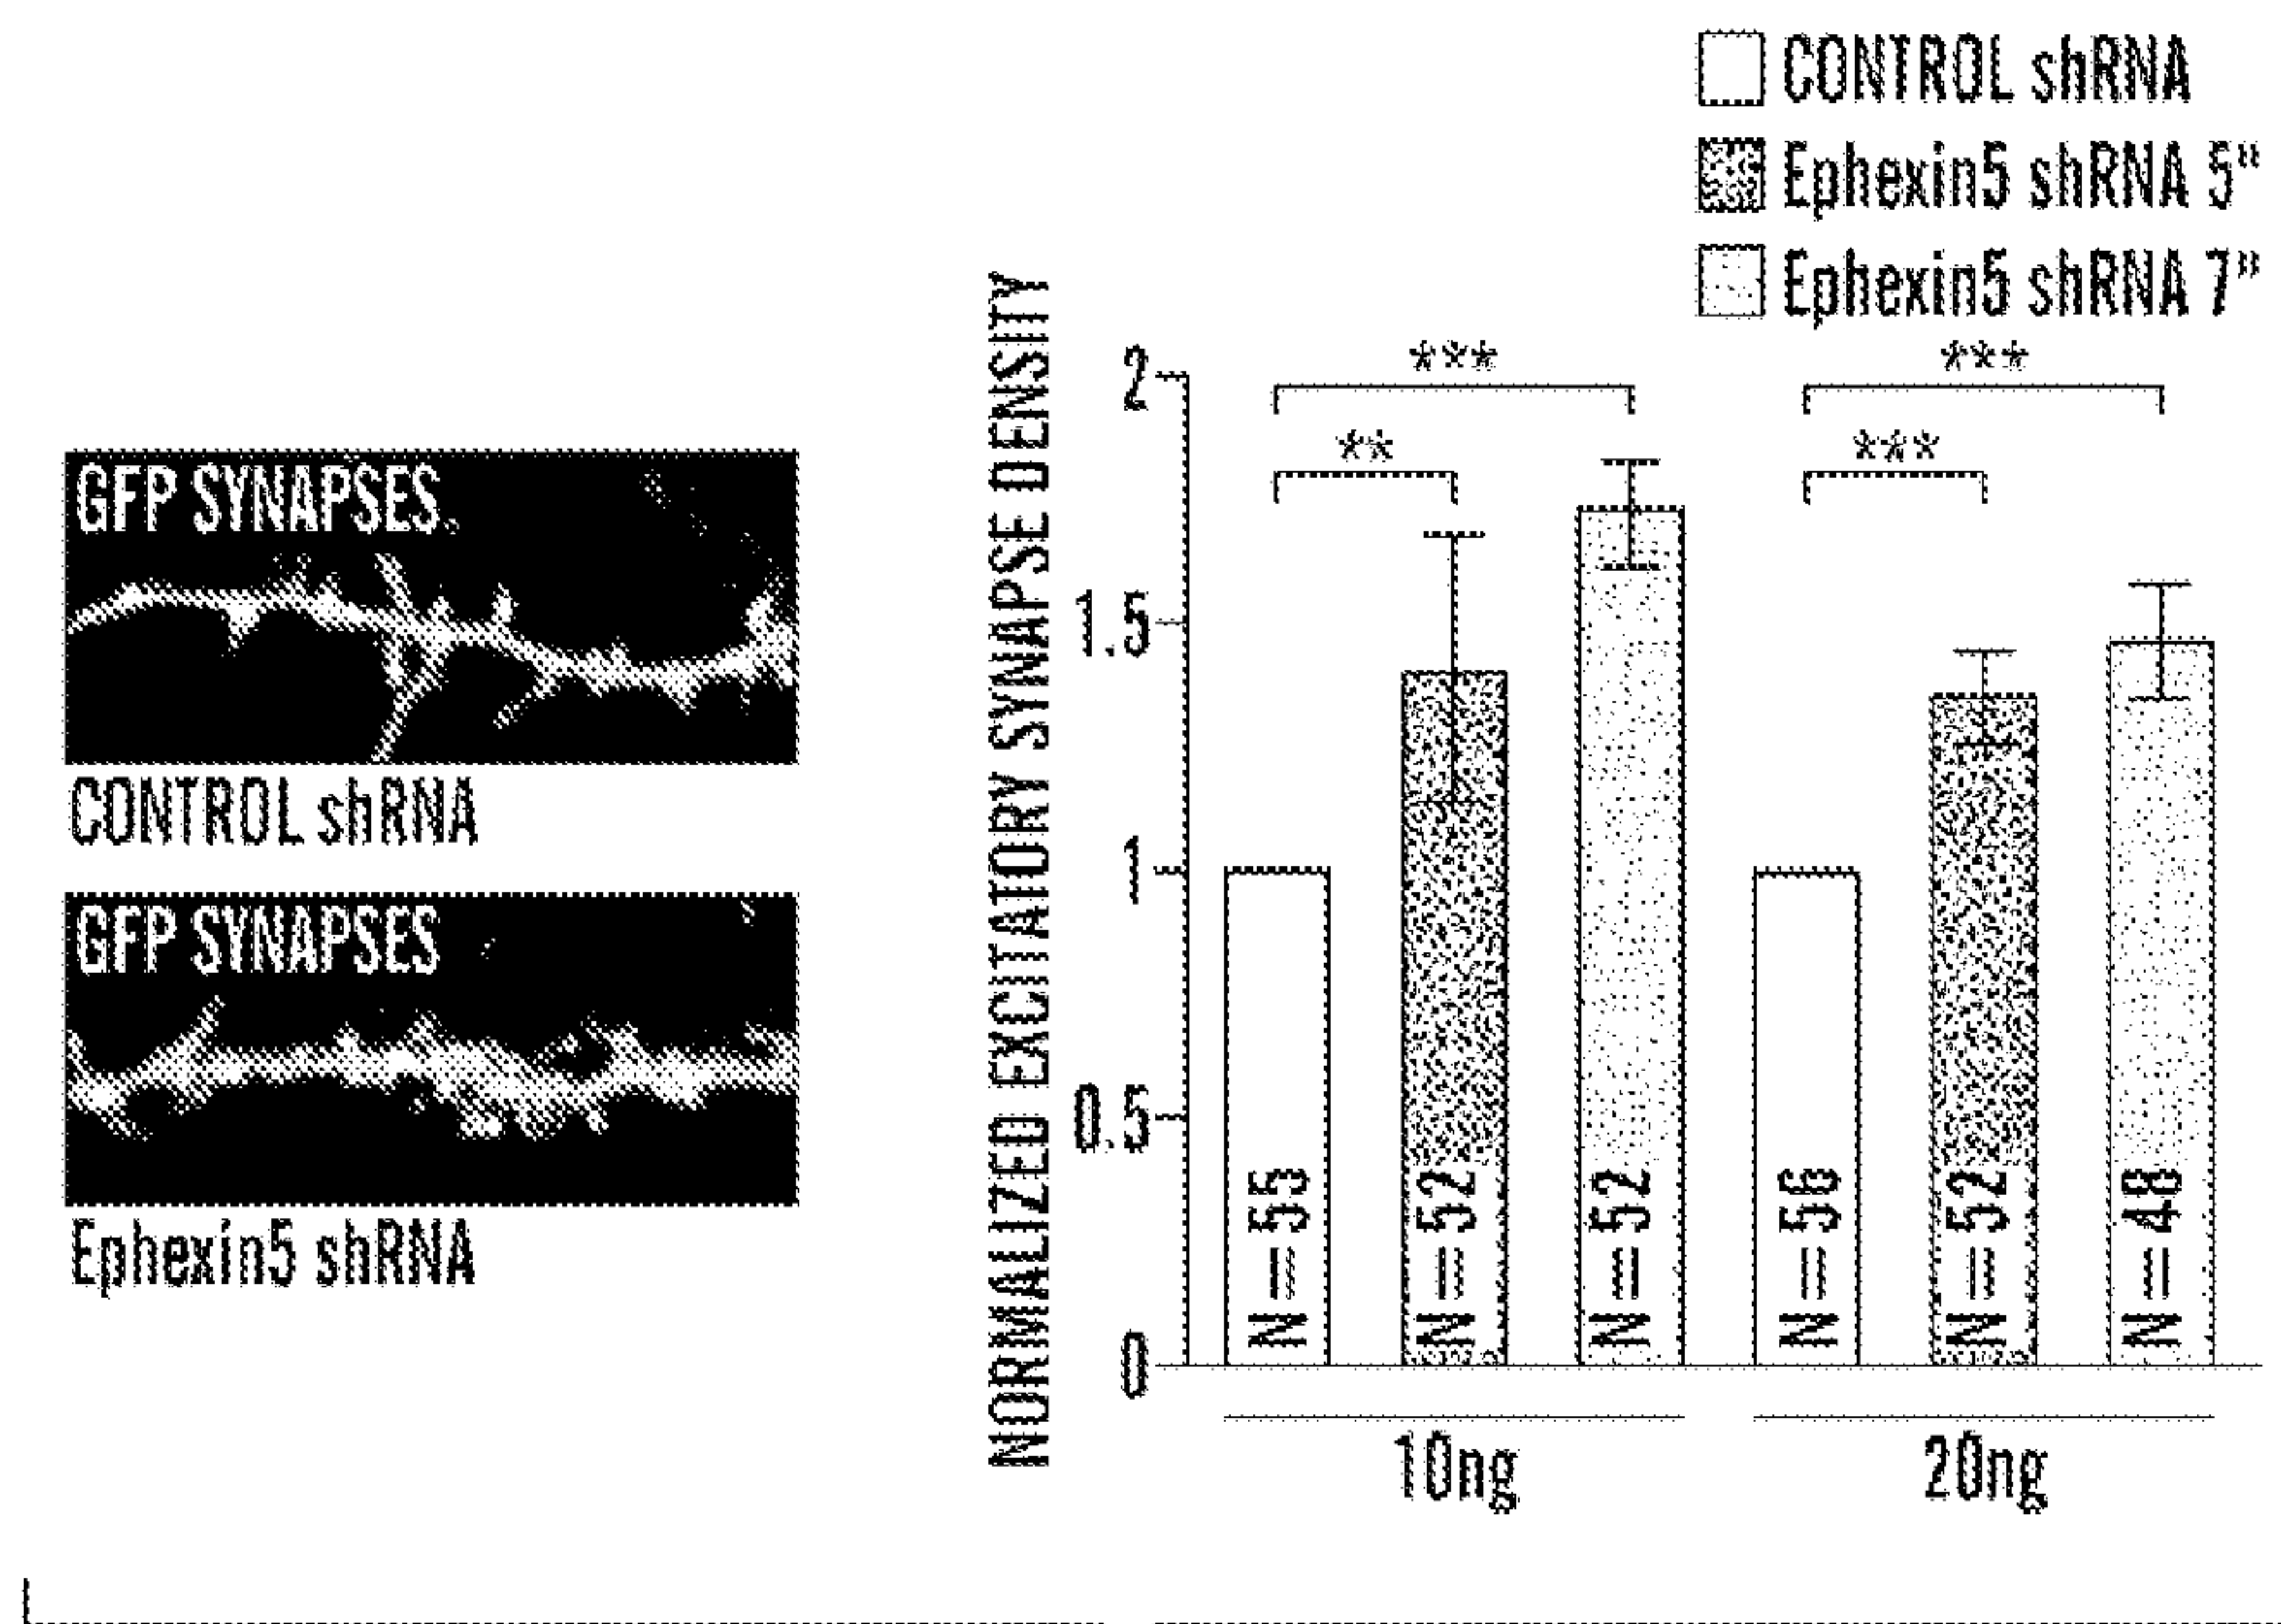 CONTROL shRNA
Ephexin5 shRNA 5"
Ephexin5 shRNA 7"
GFP SYNAPSES
CONTROL shRNA
GFP SYNAPSES
Ephexin5 shRNA
NORMALIZED EXCITATORY SYNAPSE DENSITY
2
1.5
1
0.5
0
*** ***
** ***
N=55
N=52
N=52
N=56
N=52
N=48
10ng 20ng